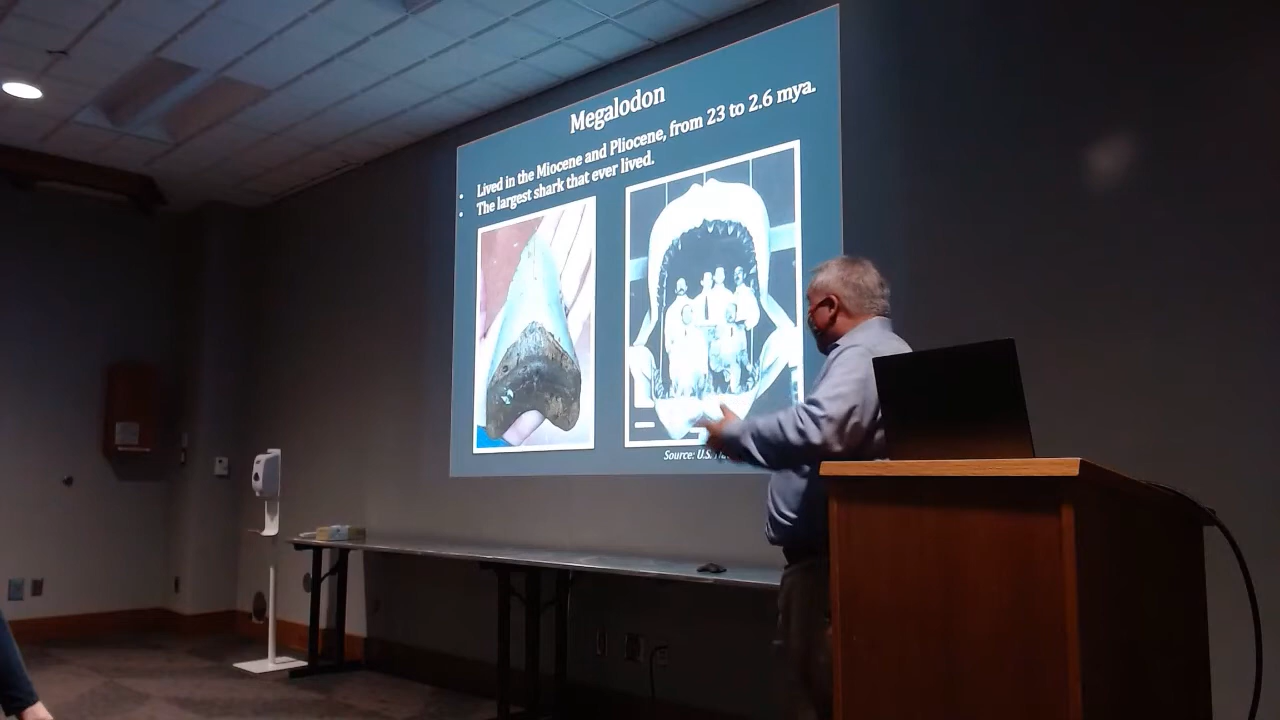 Megalodon
Lived in the Miocene and Pliocene, from 23 to 2.6 mya.
The largest shark that ever lived.
Source: U.S.